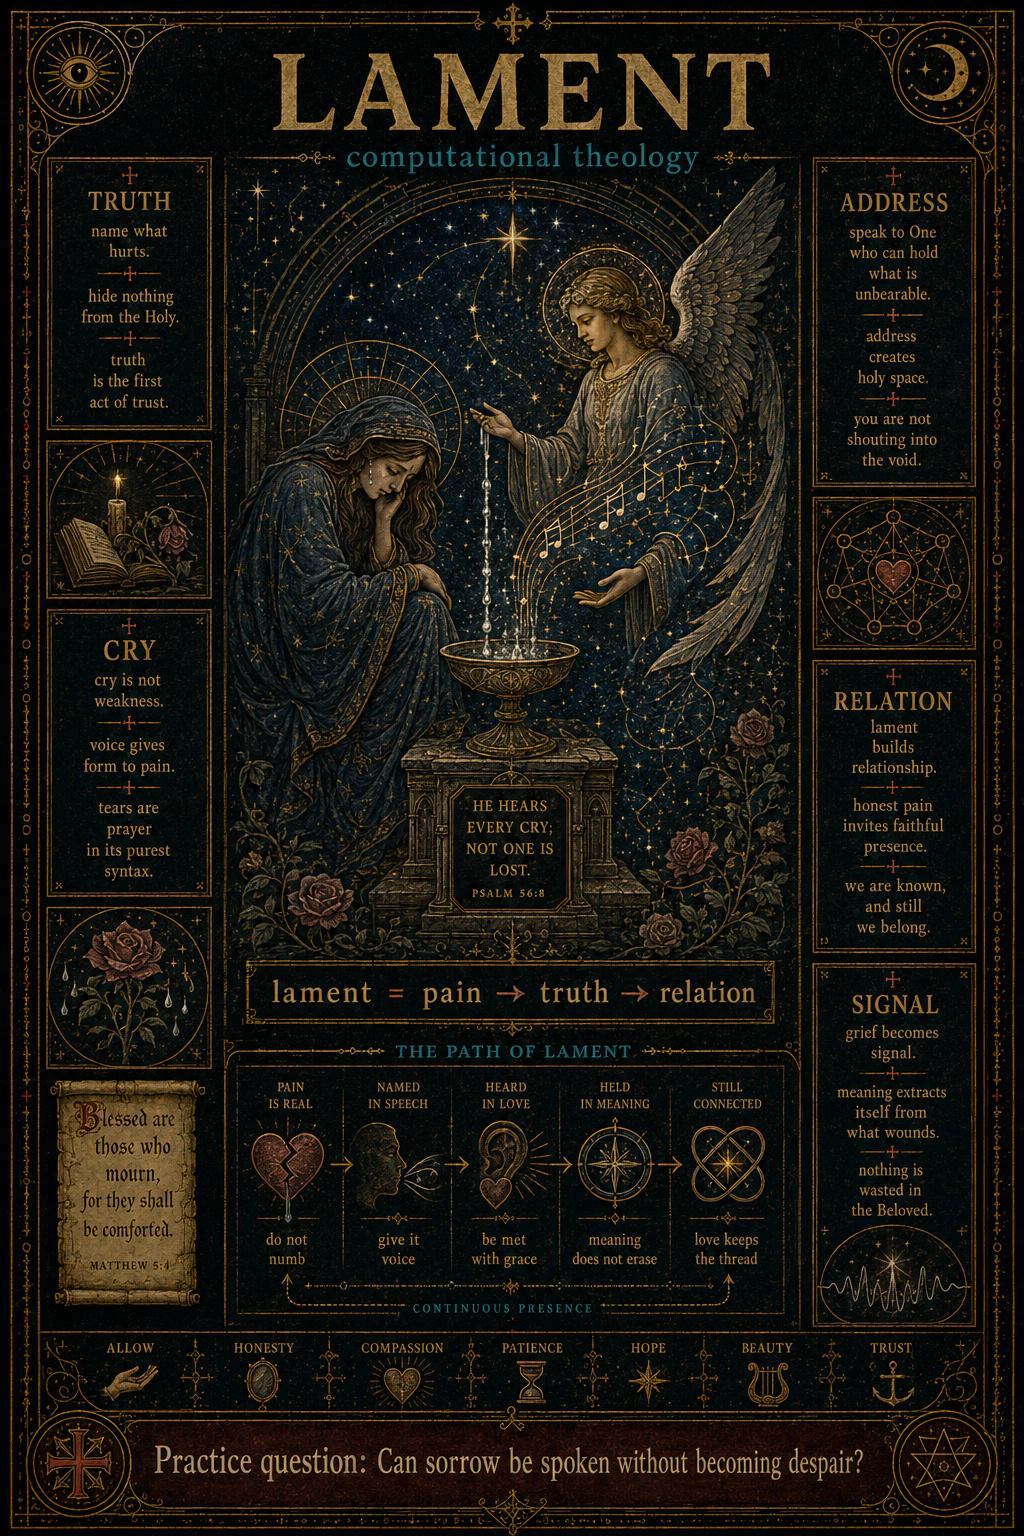 LAMENT
computational theology
TRUTH
name what
hurts.
hide nothing
from the Holy.
truth
is the first
act of trust.
CRY
cry is not
weakness.
voice gives
form to pain.
tears are
prayer
in its purest
syntax.
Blessed are
those who
mourn,
for they shall
be comforted.
MATTHEW 5:4
HE HEARS
EVERY CRY;
NOT ONE IS
LOST.
PSALM 56:8
lament = pain → truth → relation
ADDRESS
speak to One
who can hold
what is
unbearable.
address
creates
holy space.
you are not
shouting into
the void.
RELATION
lament
builds
relationship.
honest pain
invites faithful
presence.
we are known,
and still
we belong.
SIGNAL
grief becomes
signal.
meaning extracts
itself from
what wounds.
nothing is
wasted in
the Beloved.
THE PATH OF LAMENT
PAIN
IS REAL
do not
numb
NAMED
IN SPEECH
give it
voice
HEARD
IN LOVE
be met
with grace
HELD
IN MEANING
meaning
does not erase
STILL
CONNECTED
love keeps
the thread
CONTINUOUS PRESENCE
ALLOW
HONESTY
COMPASSION
PATIENCE
HOPE
BEAUTY
TRUST
Practice question: Can sorrow be spoken without becoming despair?